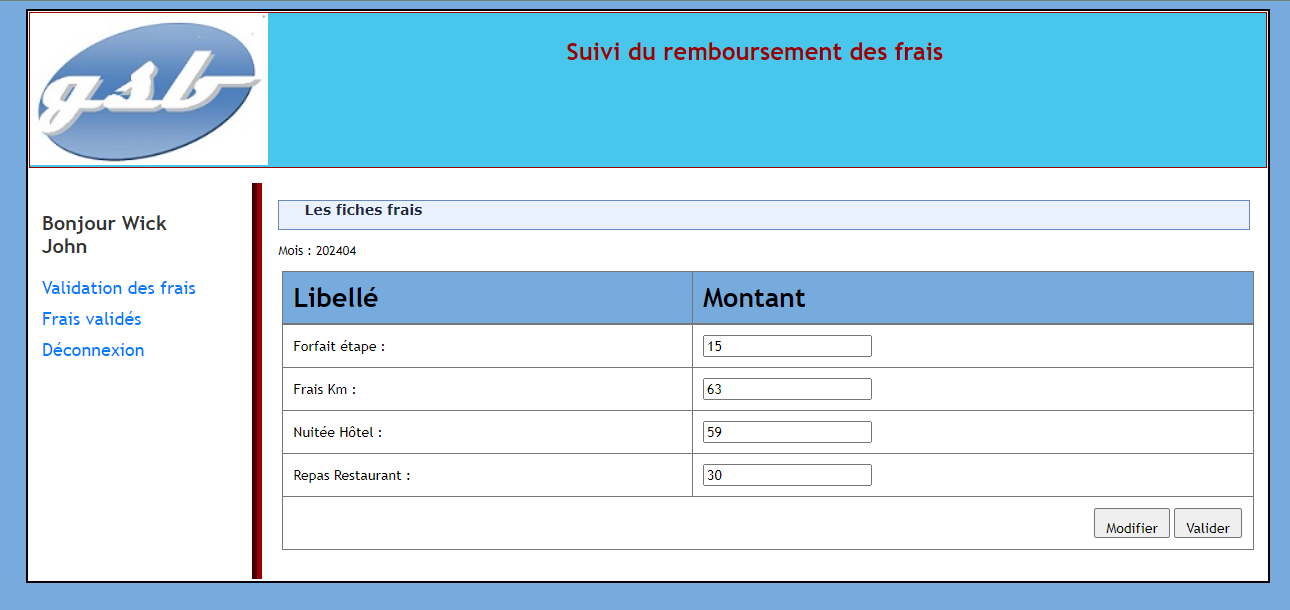 gsb
Suivi du remboursement des frais
Bonjour Wick
John
Validation des frais
Frais validés
Déconnexion
Les fiches frais
Mois : 202404
Libellé Montant
Forfait étape : 15
Frais Km : 63
Nuitée Hôtel : 59
Repas Restaurant : 30
Modifier Valider